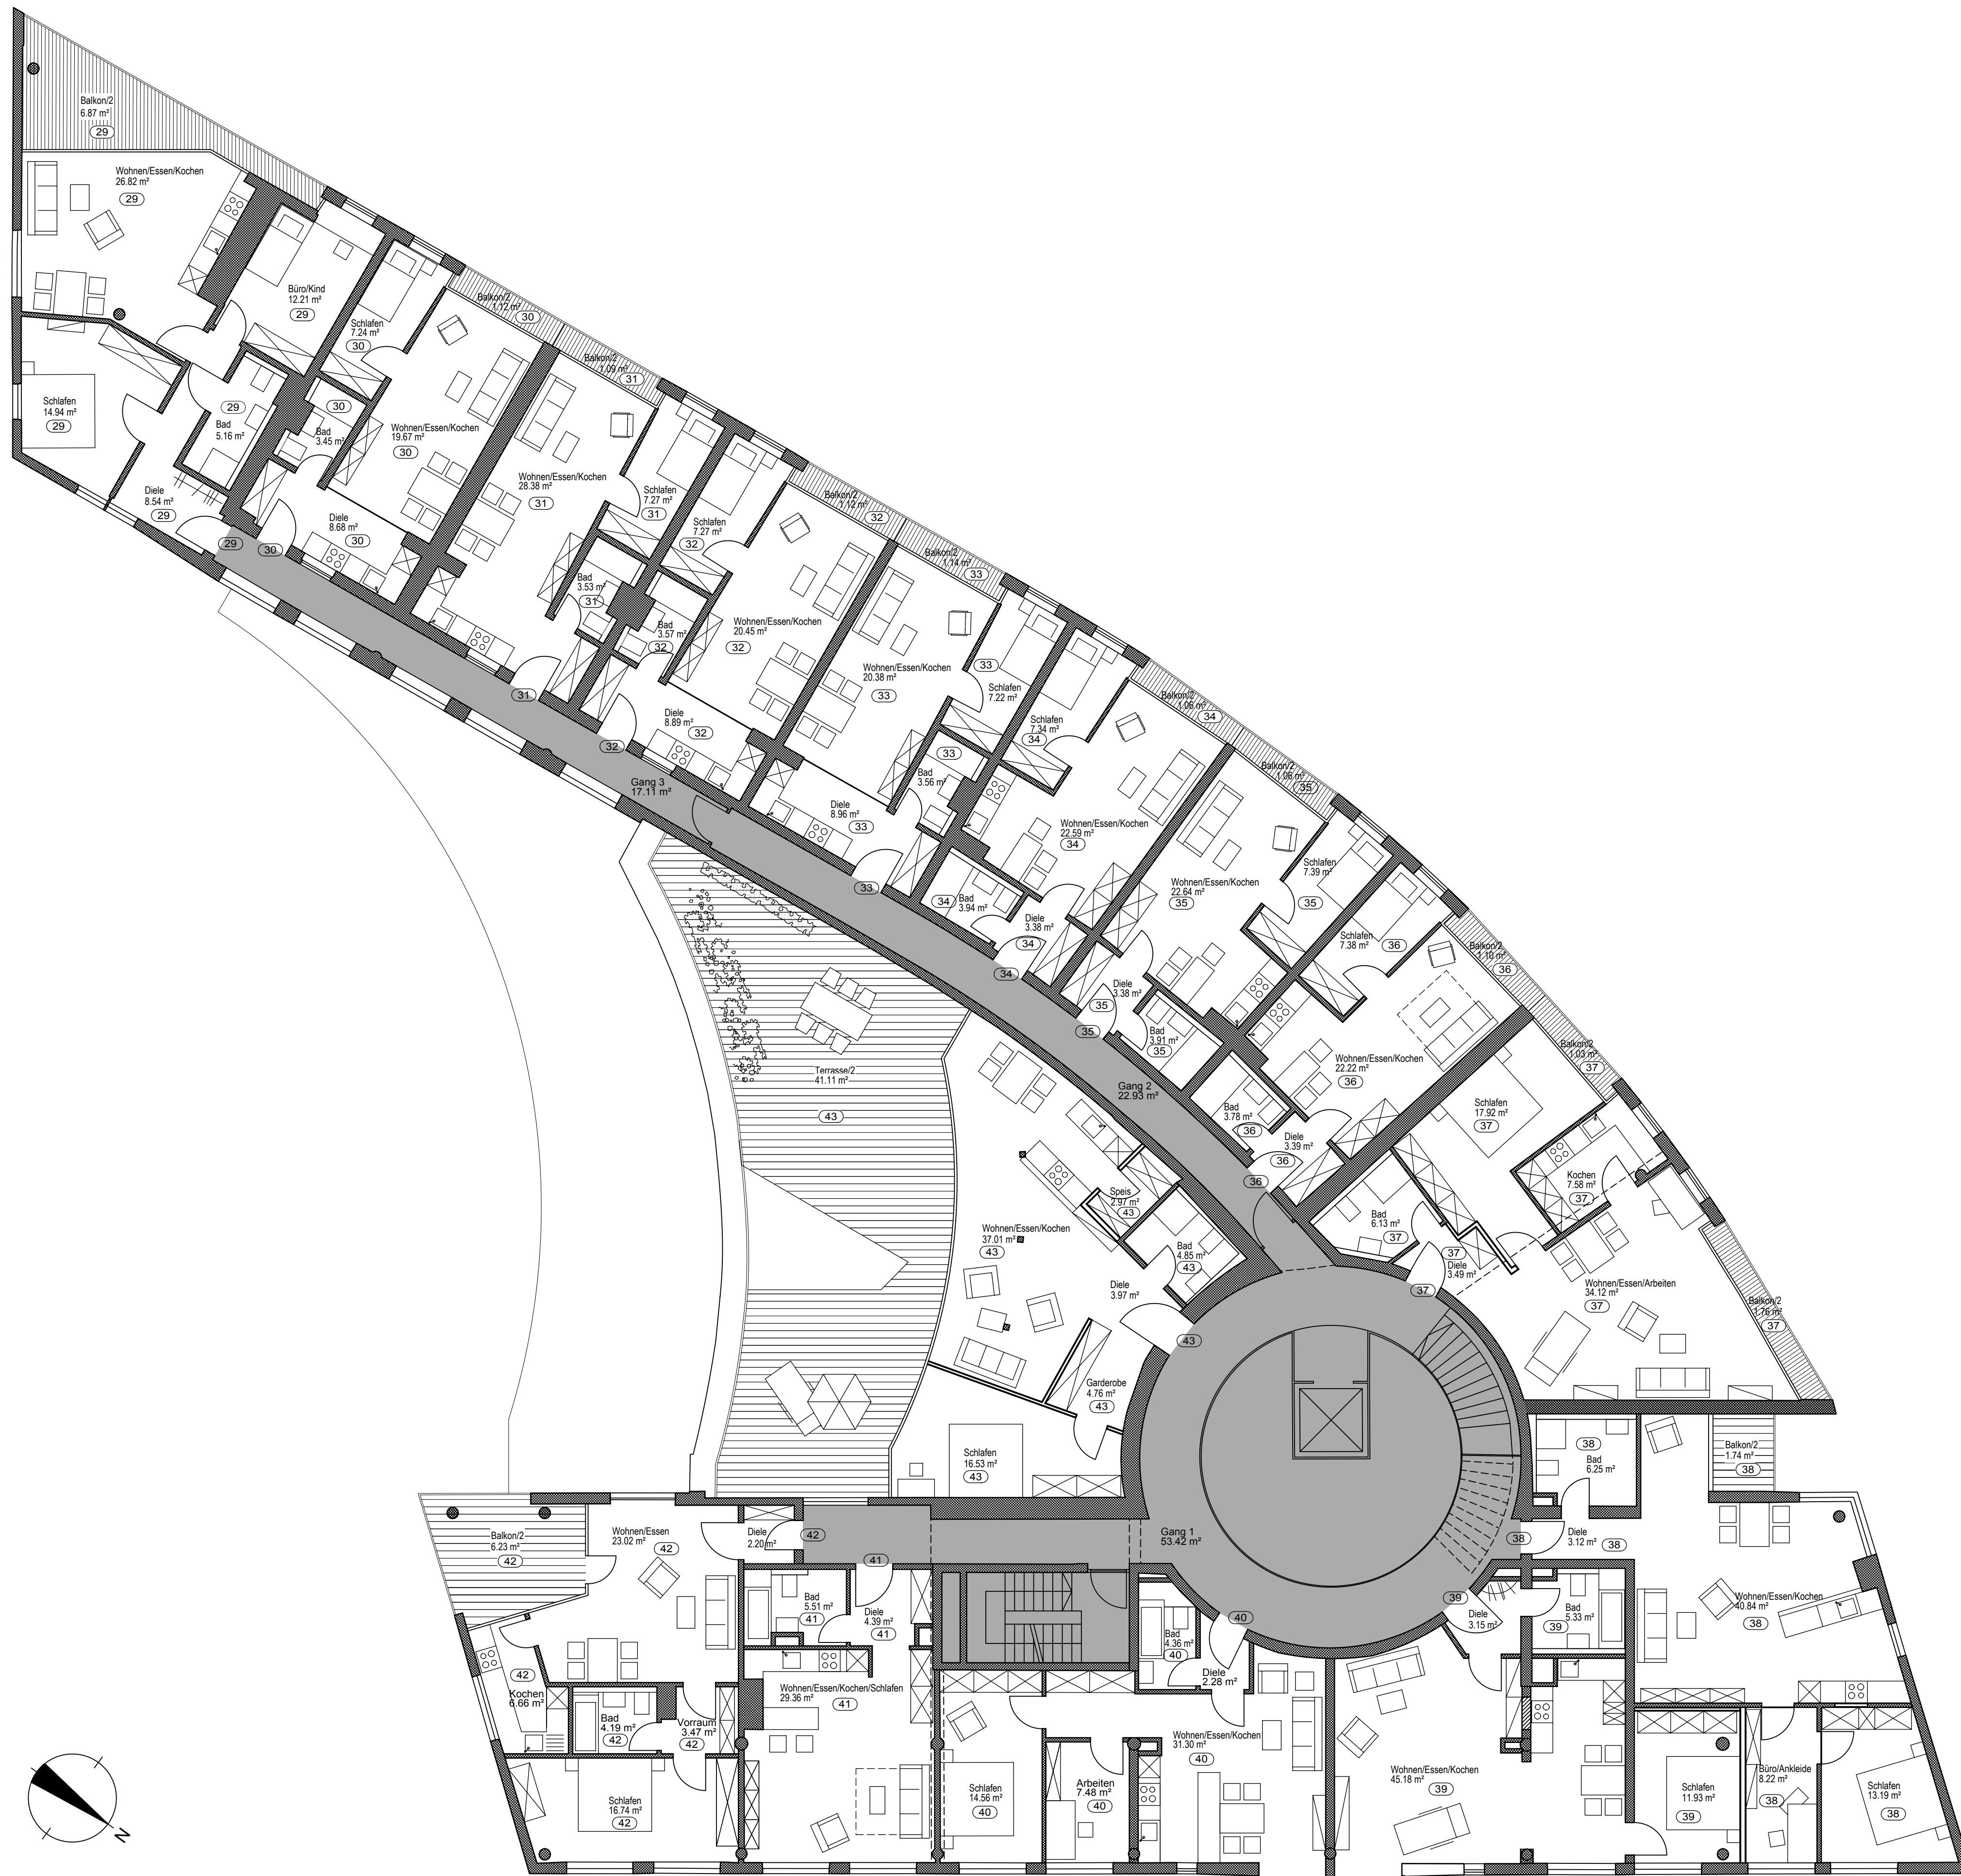 Balkon/2
6.87 m²
29
Wohnen/Essen/Kochen
26.82 m²
29
Büro/Kind
12.21 m²
29
Schlafen
14.94 m²
29
29
Bad
5.16 m²
Diele
8.54 m²
29
29
Schlafen
7.24 m²
30
Balkon/2
1.12 m²
30
30
Bad
3.45 m²
Wohnen/Essen/Kochen
19.67 m²
30
Diele
8.68 m²
30
30
Balkon/2
1.09 m²
31
Wohnen/Essen/Kochen
28.38 m²
31
Schlafen
7.27 m²
31
Bad
3.53 m²
31
31
Schlafen
7.27 m²
32
Balkon/2
1.12 m²
32
Bad
3.57 m²
32
Wohnen/Essen/Kochen
20.45 m²
32
Diele
8.89 m²
32
32
Balkon/2
1.14 m²
33
Wohnen/Essen/Kochen
20.38 m²
33
33
Schlafen
7.22 m²
33
Bad
3.56 m²
Diele
8.96 m²
33
33
Gang 3
17.11 m²
Schlafen
7.34 m²
34
Balkon/2
1.06 m²
34
Wohnen/Essen/Kochen
22.59 m²
34
34
Bad
3.94 m²
Diele
3.38 m²
34
34
Balkon/2
1.06 m²
35
Wohnen/Essen/Kochen
22.64 m²
35
Schlafen
7.39 m²
35
Diele
3.38 m²
35
35
Bad
3.91 m²
35
Schlafen
7.38 m²
36
Balkon/2
1.10 m²
36
Wohnen/Essen/Kochen
22.22 m²
36
Bad
3.78 m²
36
Diele
3.39 m²
36
36
Gang 2
22.93 m²
Balkon/2
1.03 m²
37
Schlafen
17.92 m²
37
Kochen
7.58 m²
37
Bad
6.13 m²
37
37
Diele
3.49 m²
37
Wohnen/Essen/Arbeiten
34.12 m²
37
Balkon/2
1.76 m²
37
Terrasse/2
41.11 m²
43
Speis
2.97 m²
43
Wohnen/Essen/Kochen
37.01 m²
43
Bad
4.85 m²
43
Diele
3.97 m²
43
Garderobe
4.76 m²
43
Schlafen
16.53 m²
43
38
Bad
6.25 m²
Balkon/2
1.74 m²
38
Gang 1
53.42 m²
38
Diele
3.12 m²
38
Wohnen/Essen/Kochen
40.84 m²
38
Balkon/2
6.23 m²
42
Wohnen/Essen
23.02 m²
42
Diele
2.20 m²
42
41
Bad
5.51 m²
41
Diele
4.39 m²
41
Bad
4.36 m²
40
40
Diele
2.28 m²
39
Diele
3.15 m²
Bad
5.33 m²
39
42
Kochen
6.66 m²
Bad
4.19 m²
42
Vorraum
3.47 m²
42
Wohnen/Essen/Kochen/Schlafen
29.36 m²
41
Wohnen/Essen/Kochen
31.30 m²
40
Wohnen/Essen/Kochen
45.18 m²
39
Schlafen
16.74 m²
42
Schlafen
14.56 m²
40
Arbeiten
7.48 m²
40
Schlafen
11.93 m²
39
Büro/Ankleide
8.22 m²
38
Schlafen
13.19 m²
38
N